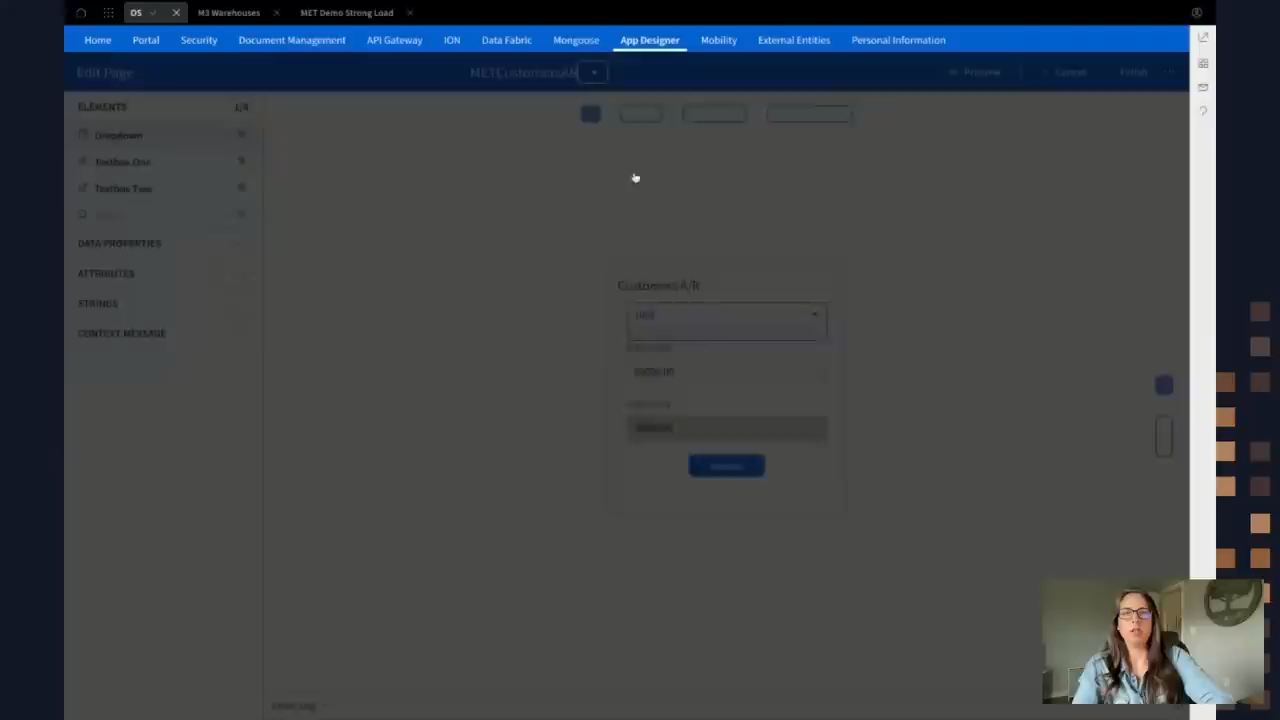 OS
M3 Warehouses
MET Demo Strong Load
Home
Portal
Security
Document Management
API Gateway
ION
Data Fabric
Mongoose
App Designer
Mobility
External Entities
Personal Information
Edit Page
METCustomersAR
Preview
Cancel
Finish
ELEMENTS
Dropdown
Textbox One
Textbox Two
DATA PROPERTIES
ATTRIBUTES
STRINGS
CONTEXT MESSAGE
Customer A/R